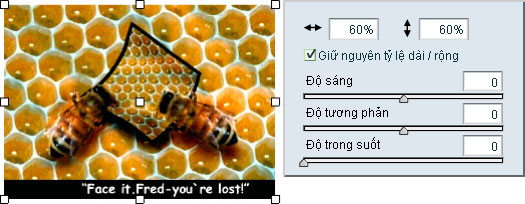 "Face it.Fred-you`re lost!"
60% 60%
Giữ nguyên tỷ lệ dài / rộng
Độ sáng 0
Độ tương phản 0
Độ trong suốt 0